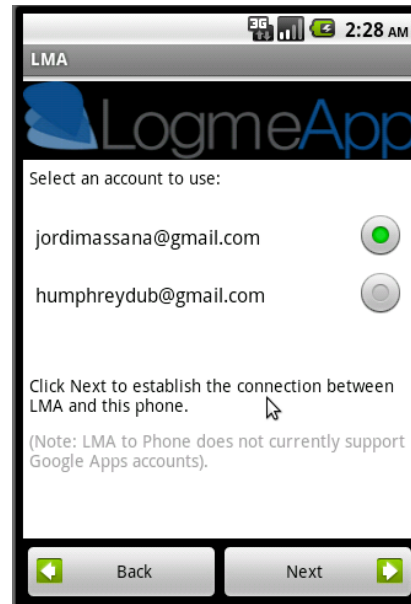 3G 2:28 AM
LMA
LogmeApp
Select an account to use:
jordimassana@gmail.com
humphreydub@gmail.com
Click Next to establish the connection between
LMA and this phone.
(Note: LMA to Phone does not currently support
Google Apps accounts).
Back Next